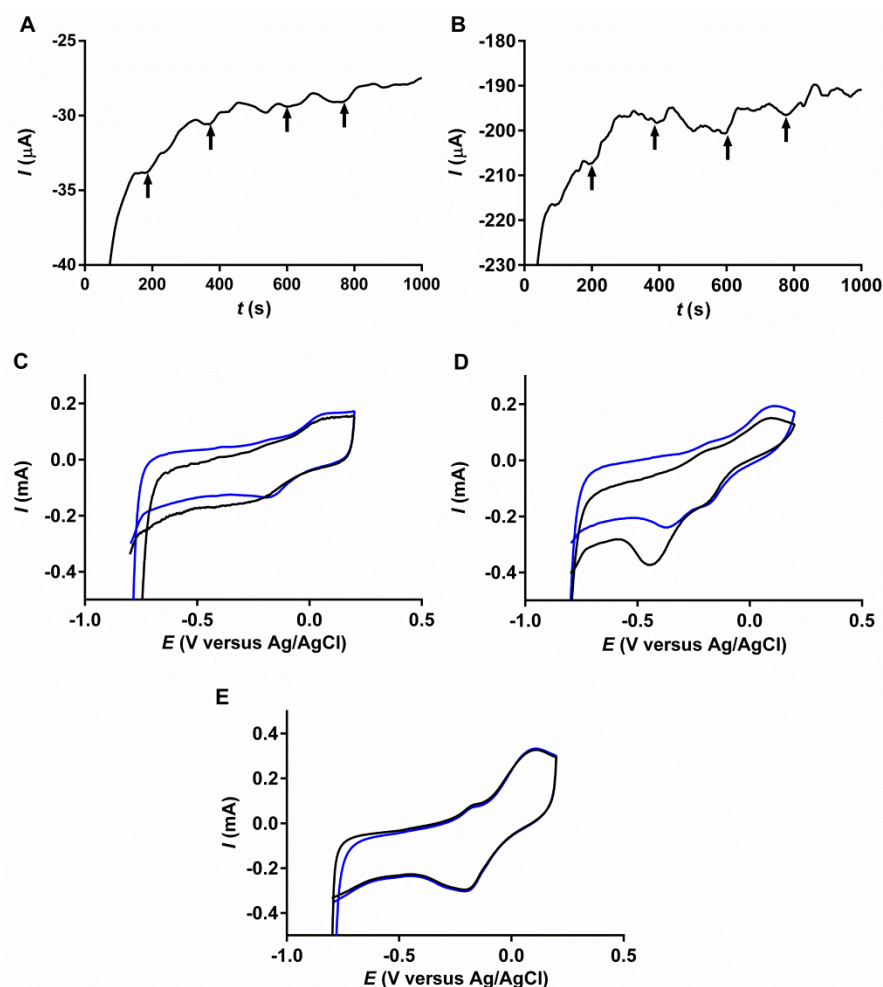 A
-25
-30
-35
-40
I (μA)
0 200 400 600 800 1000
t (s)
B
-180
-190
-200
-210
-220
-230
I (μA)
0 200 400 600 800 1000
t (s)
C
0.2
0.0
-0.2
-0.4
I (mA)
-1.0 -0.5 0.0 0.5
E (V versus Ag/AgCl)
D
0.2
0.0
-0.2
-0.4
I (mA)
-1.0 -0.5 0.0 0.5
E (V versus Ag/AgCl)
E
0.4
0.2
0.0
-0.2
-0.4
I (mA)
-1.0 -0.5 0.0 0.5
E (V versus Ag/AgCl)